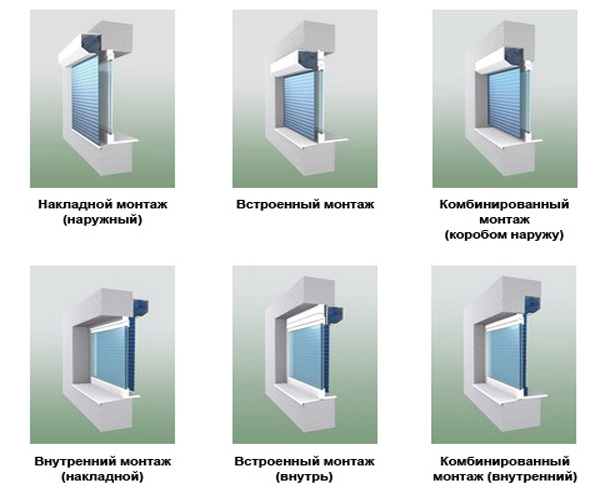 Накладной монтаж
(наружный)
Встроенный монтаж
Комбинированный
монтаж
(коробом наружу)
Внутренний монтаж
(накладной)
Встроенный монтаж
(внутрь)
Комбинированный
монтаж (внутренний)